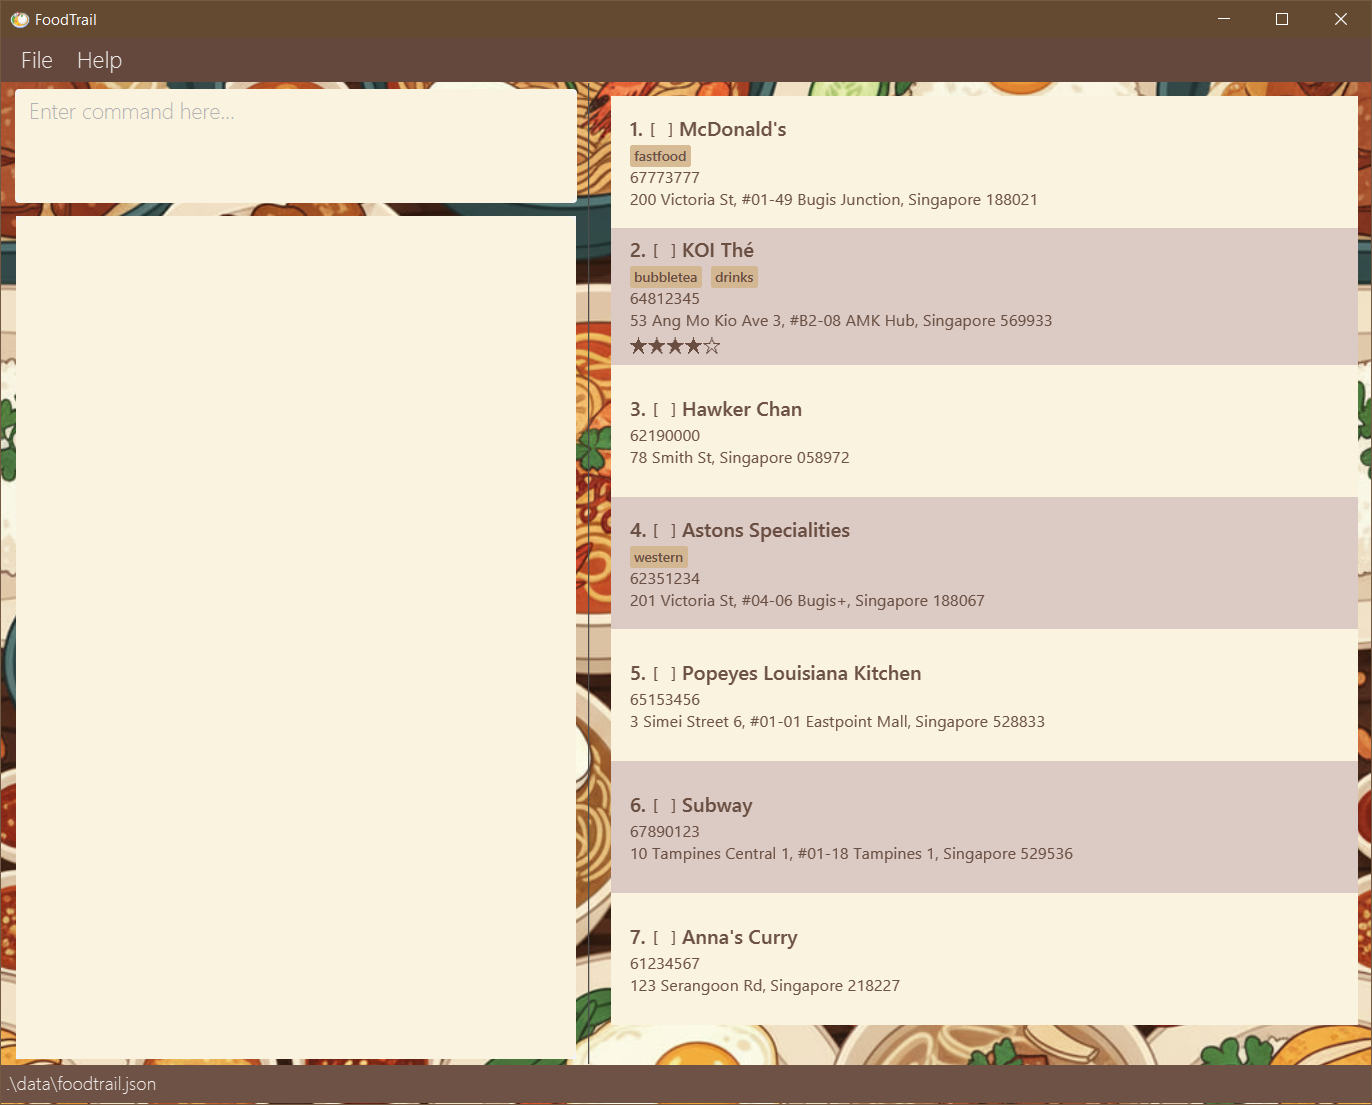 FoodTrail
File Help
Enter command here...
1. [ ] McDonald's
fastfood
67773777
200 Victoria St, #01-49 Bugis Junction, Singapore 188021
2. [ ] KOI Thé
bubbletea drinks
64812345
53 Ang Mo Kio Ave 3, #B2-08 AMK Hub, Singapore 569933
★★★★☆
3. [ ] Hawker Chan
62190000
78 Smith St, Singapore 058972
4. [ ] Astons Specialities
western
62351234
201 Victoria St, #04-06 Bugis+, Singapore 188067
5. [ ] Popeyes Louisiana Kitchen
65153456
3 Simei Street 6, #01-01 Eastpoint Mall, Singapore 528833
6. [ ] Subway
67890123
10 Tampines Central 1, #01-18 Tampines 1, Singapore 529536
7. [ ] Anna's Curry
61234567
123 Serangoon Rd, Singapore 218227
.\data\foodtrail.json